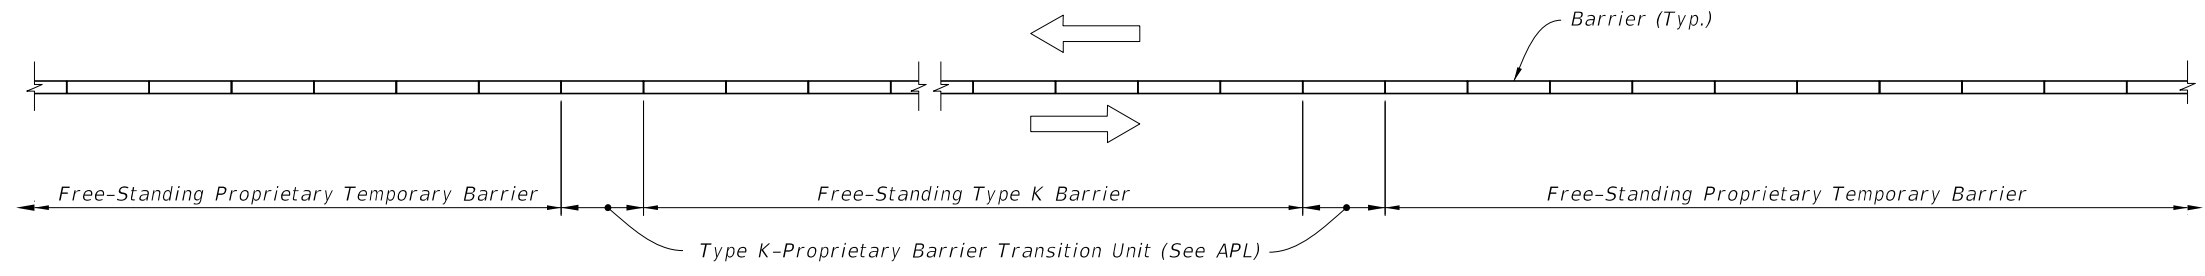 Barrier (Typ.)
Free-Standing Proprietary Temporary Barrier
Free-Standing Type K Barrier
Free-Standing Proprietary Temporary Barrier
Type K-Proprietary Barrier Transition Unit (See APL)